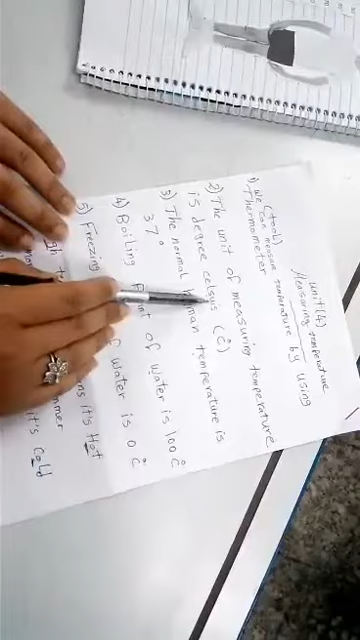 unit(4)
Measuring temperature
1) We can measure temperature by using
(tool)
Thermometer
2) The unit of measuring temperature
is degree celsus (c°)
3) The normal human temperature is
37°
4) Boiling Point of Water is 100 c°
5) Freezing of Water is 0 c°
it's Hot
it's Cold